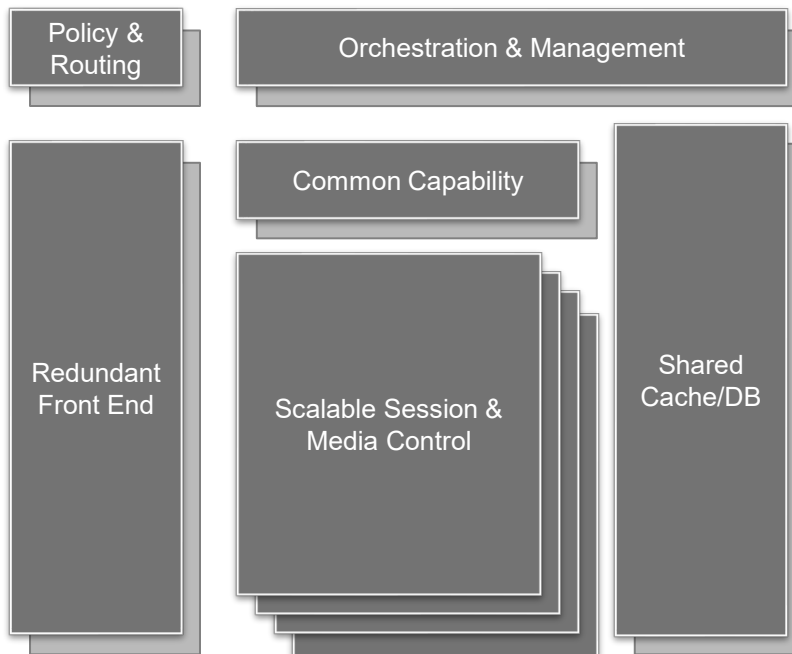 Policy &
Routing
Orchestration & Management
Common Capability
Redundant
Front End
Scalable Session &
Media Control
Shared
Cache/DB